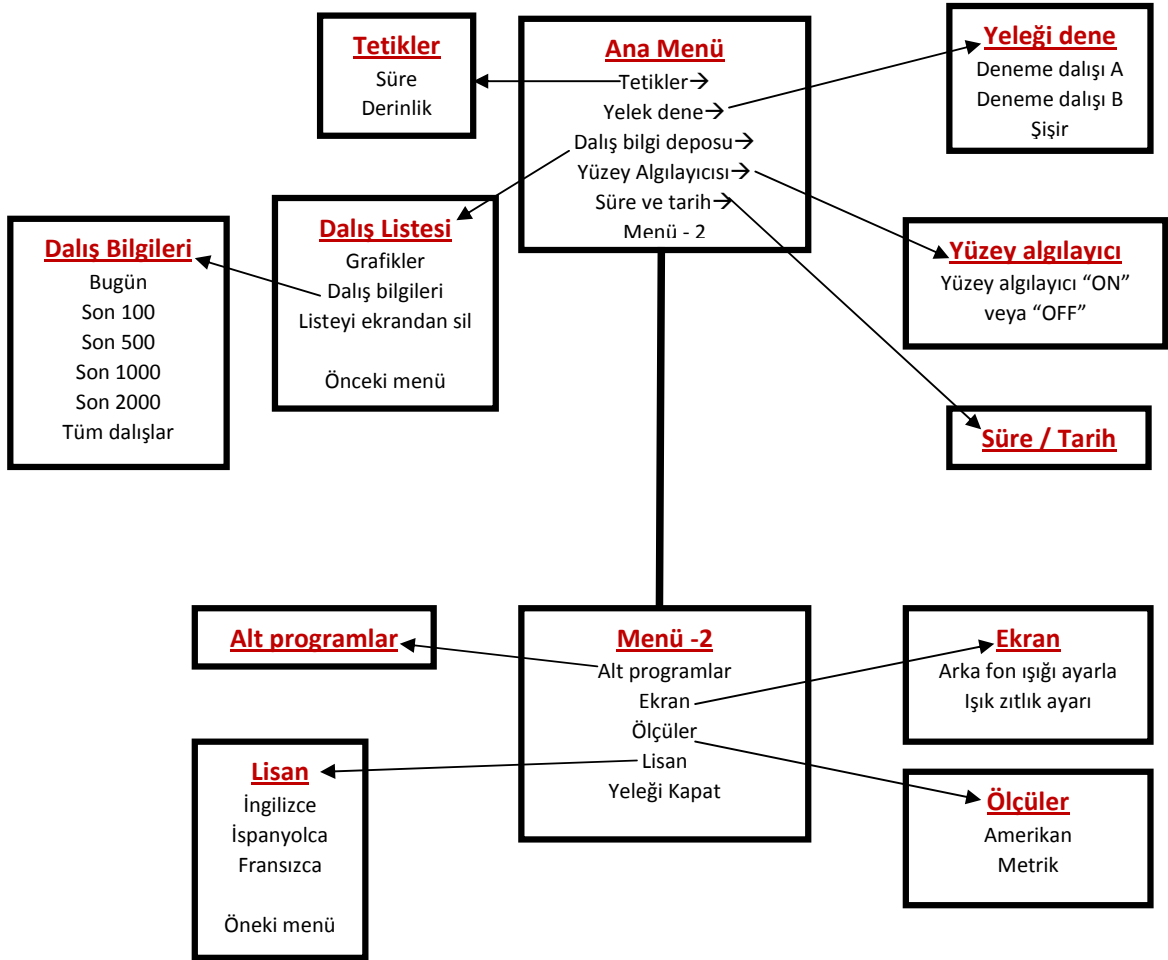 Tetikler
Süre
Derinlik
Ana Menü
Tetikler→
Yelek dene→
Dalış bilgi deposu→
Yüzey Algılayıcısı→
Süre ve tarih→
Menü - 2
Yeleği dene
Deneme dalışı A
Deneme dalışı B
Şişir
Dalış Bilgileri
Bugün
Son 100
Son 500
Son 1000
Son 2000
Tüm dalışlar
Dalış Listesi
Grafikler
Dalış bilgileri
Listeyi ekrandan sil
Önceki menü
Yüzey algılayıcı
Yüzey algılayıcı “ON”
veya “OFF”
Süre / Tarih
Alt programlar
Menü -2
Alt programlar
Ekran
Ölçüler
Lisan
Yeleği Kapat
Ekran
Arka fon ışığı ayarla
Işık zıtlık ayarı
Lisan
İngilizce
İspanyolca
Fransızca
Öneki menü
Ölçüler
Amerikan
Metrik